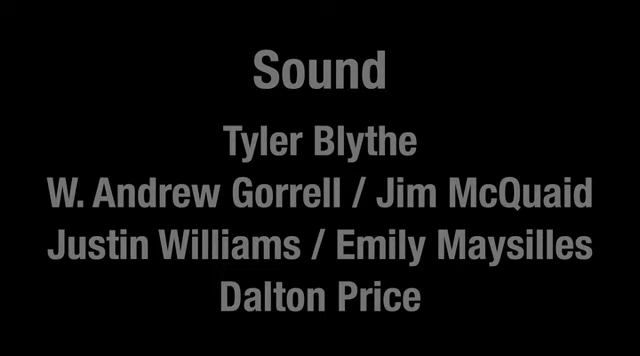 Sound
Tyler Blythe
W. Andrew Gorrell / Jim McQuaid
Justin Williams / Emily Maysilles
Dalton Price